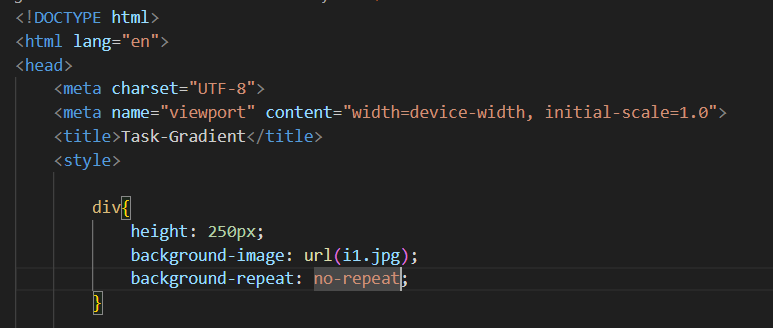 <!DOCTYPE html>
<html lang="en">
<head>
    <meta charset="UTF-8">
    <meta name="viewport" content="width=device-width, initial-scale=1.0">
    <title>Task-Gradient</title>
    <style>
        div{
            height: 250px;
            background-image: url(i1.jpg);
            background-repeat: no-repeat;
        }